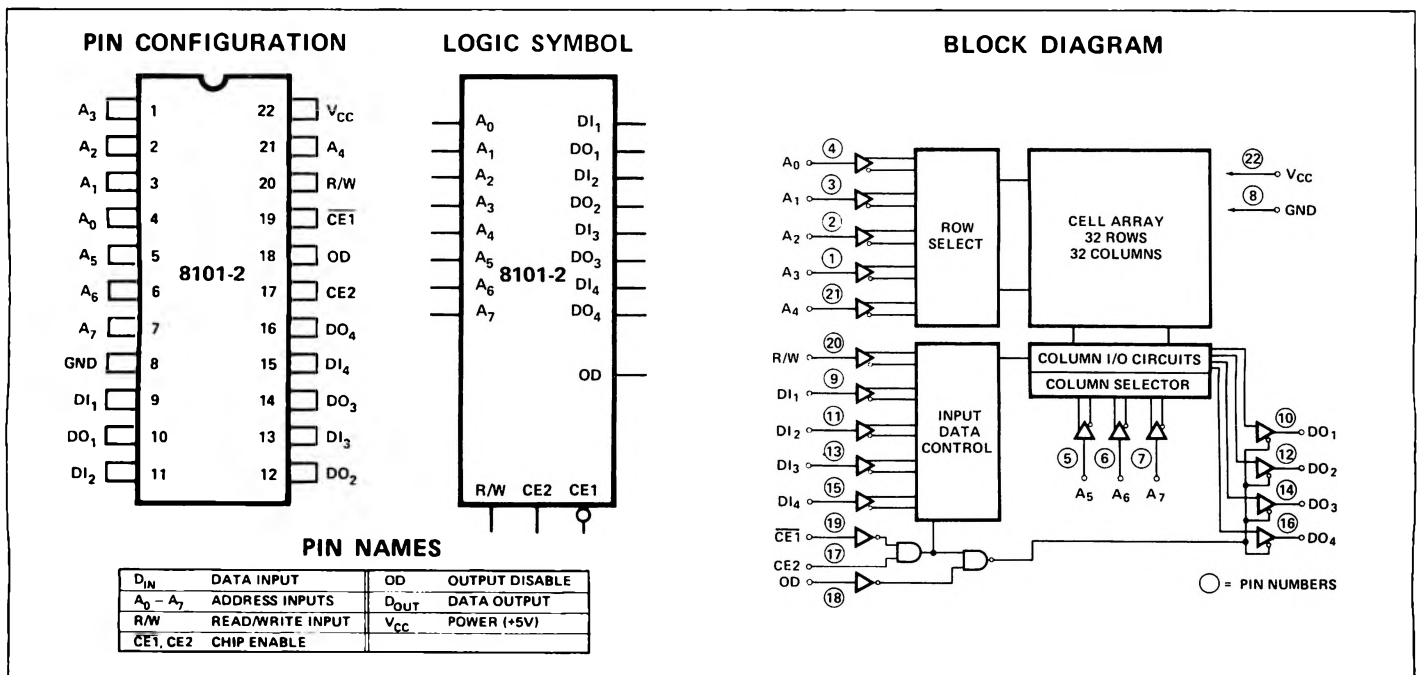 PIN CONFIGURATION
A3 1
A2 2
A1 3
A0 4
A5 5
A6 6
A7 7
GND 8
DI1 9
DO1 10
DI2 11
22 VCC
21 A4
20 R/W
19 C̅E̅1̅
18 OD
17 CE2
16 DO4
15 DI4
14 DO3
13 DI3
12 DO2
8101-2
LOGIC SYMBOL
A0
A1
A2
A3
A4
A5
A6
A7
8101-2
DI1
DO1
DI2
DO2
DI3
DO3
DI4
DO4
OD
R/W CE2 CE1
PIN NAMES
DIN DATA INPUT OD OUTPUT DISABLE
A0 – A7 ADDRESS INPUTS DOUT DATA OUTPUT
R/W READ/WRITE INPUT VCC POWER (+5V)
C̅E̅1̅, CE2 CHIP ENABLE
BLOCK DIAGRAM
A0 4
A1 3
A2 2
A3 1
A4 21
ROW
SELECT
CELL ARRAY
32 ROWS
32 COLUMNS
22 VCC
8 GND
R/W 20
DI1 9
DI2 11
DI3 13
DI4 15
C̅E̅1̅ 19
CE2 17
OD 18
INPUT
DATA
CONTROL
COLUMN I/O CIRCUITS
COLUMN SELECTOR
5 6 7
A5 A6 A7
10 DO1
12 DO2
14 DO3
16 DO4
= PIN NUMBERS